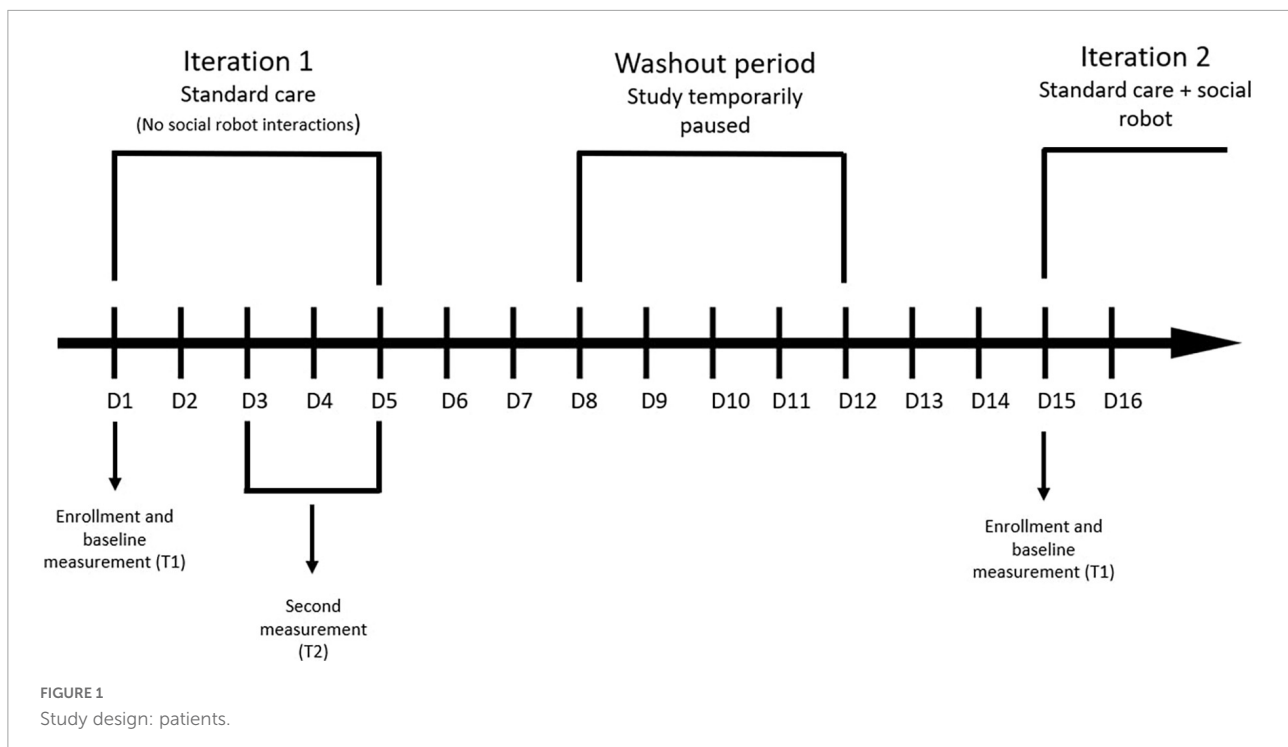 Iteration 1
Standard care
(No social robot interactions)
Washout period
Study temporarily
paused
Iteration 2
Standard care + social
robot
D1 D2 D3 D4 D5 D6 D7 D8 D9 D10 D11 D12 D13 D14 D15 D16
Enrollment and
baseline
measurement (T1)
Second
measurement
(T2)
Enrollment and
baseline
measurement (T1)
FIGURE 1
Study design: patients.